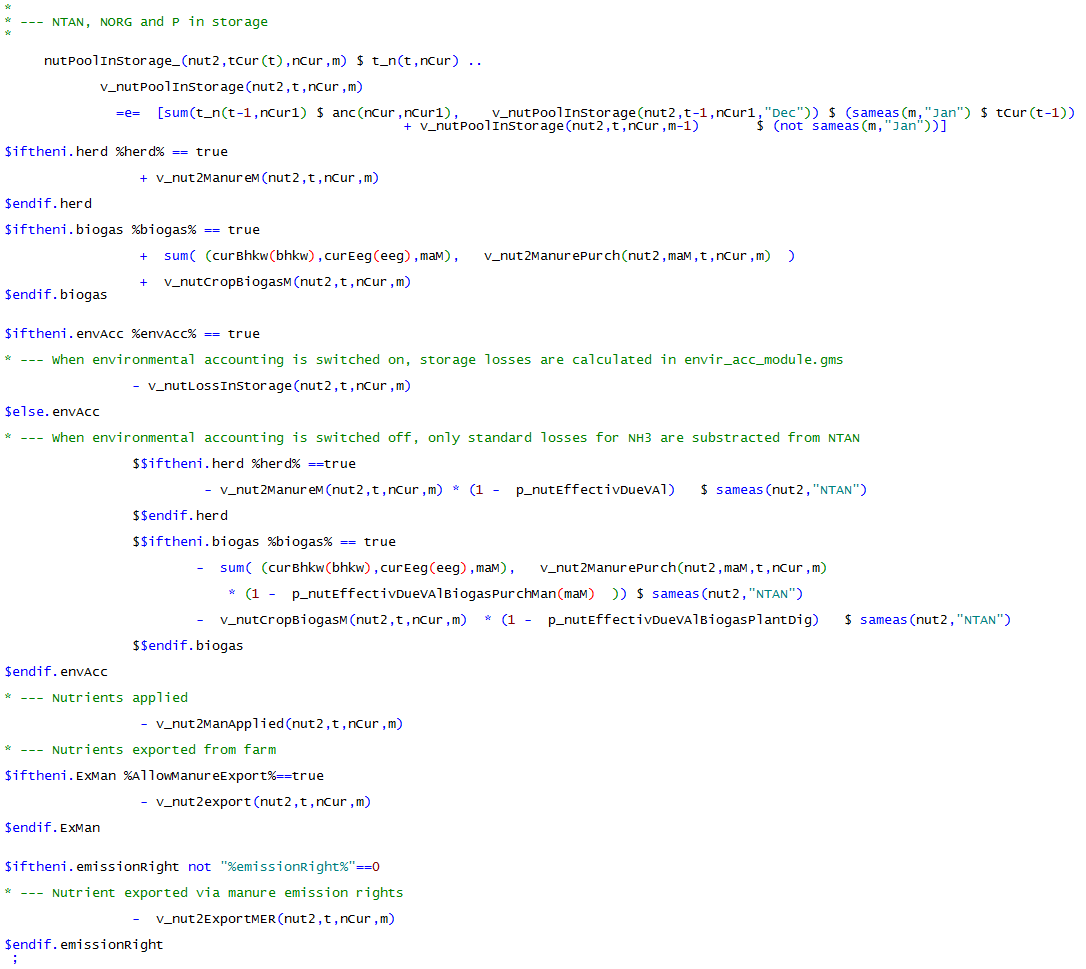 *
* --- NTAN, NORG and P in storage
*
nutPoolInStorage_(nut2,tCur(t),nCur,m) $ t_n(t,nCur) ..
v_nutPoolInStorage(nut2,t,nCur,m)
=e= [sum(t_n(t-1,nCur1) $ anc(nCur,nCur1), v_nutPoolInStorage(nut2,t-1,nCur1,"Dec")) $ (sameas(m,"Jan") $ tCur(t-1))
+ v_nutPoolInStorage(nut2,t,nCur,m-1) $ (not sameas(m,"Jan"))]
$iftheni.herd %herd% == true
+ v_nut2ManureM(nut2,t,nCur,m)
$endif.herd
$iftheni.biogas %biogas% == true
+ sum( (curBhkw(bhkw),curEeg(eeg),maM), v_nut2ManurePurch(nut2,maM,t,nCur,m) )
+ v_nutCropBiogasM(nut2,t,nCur,m)
$endif.biogas
$iftheni.envAcc %envAcc% == true
* --- When environmental accounting is switched on, storage losses are calculated in envir_acc_module.gms
- v_nutLossInStorage(nut2,t,nCur,m)
$else.envAcc
* --- When environmental accounting is switched off, only standard losses for NH3 are substracted from NTAN
$$iftheni.herd %herd% ==true
- v_nut2ManureM(nut2,t,nCur,m) * (1 - p_nutEffectivDueVAl) $ sameas(nut2,"NTAN")
$$endif.herd
$$iftheni.biogas %biogas% == true
- sum( (curBhkw(bhkw),curEeg(eeg),maM), v_nut2ManurePurch(nut2,maM,t,nCur,m)
* (1 - p_nutEffectivDueVAlBiogasPurchMan(maM) )) $ sameas(nut2,"NTAN")
- v_nutCropBiogasM(nut2,t,nCur,m) * (1 - p_nutEffectivDueVAlBiogasPlantDig) $ sameas(nut2,"NTAN")
$$endif.biogas
$endif.envAcc
* --- Nutrients applied
- v_nut2ManApplied(nut2,t,nCur,m)
* --- Nutrients exported from farm
$iftheni.ExMan %AllowManureExport%==true
- v_nut2export(nut2,t,nCur,m)
$endif.ExMan
$iftheni.emissionRight not "%emissionRight%"==0
* --- Nutrient exported via manure emission rights
- v_nut2ExportMER(nut2,t,nCur,m)
$endif.emissionRight
;